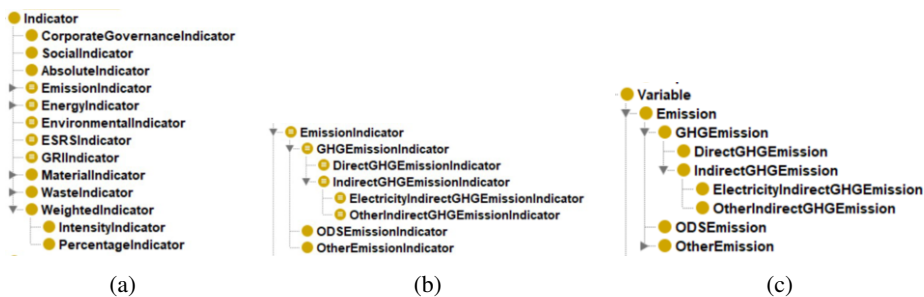 Indicator
CorporateGovernanceIndicator
SocialIndicator
AbsoluteIndicator
EmissionIndicator
EnergyIndicator
EnvironmentalIndicator
ESRSIndicator
GRIIndicator
MaterialIndicator
WasteIndicator
WeightedIndicator
IntensityIndicator
PercentageIndicator
(a)
EmissionIndicator
GHGEmissionIndicator
DirectGHGEmissionIndicator
IndirectGHGEmissionIndicator
ElectricityIndirectGHGEmissionIndicator
OtherIndirectGHGEmissionIndicator
ODSEmissionIndicator
OtherEmissionIndicator
(b)
Variable
Emission
GHGEmission
DirectGHGEmission
IndirectGHGEmission
ElectricityIndirectGHGEmission
OtherIndirectGHGEmission
ODSEmission
OtherEmission
(c)